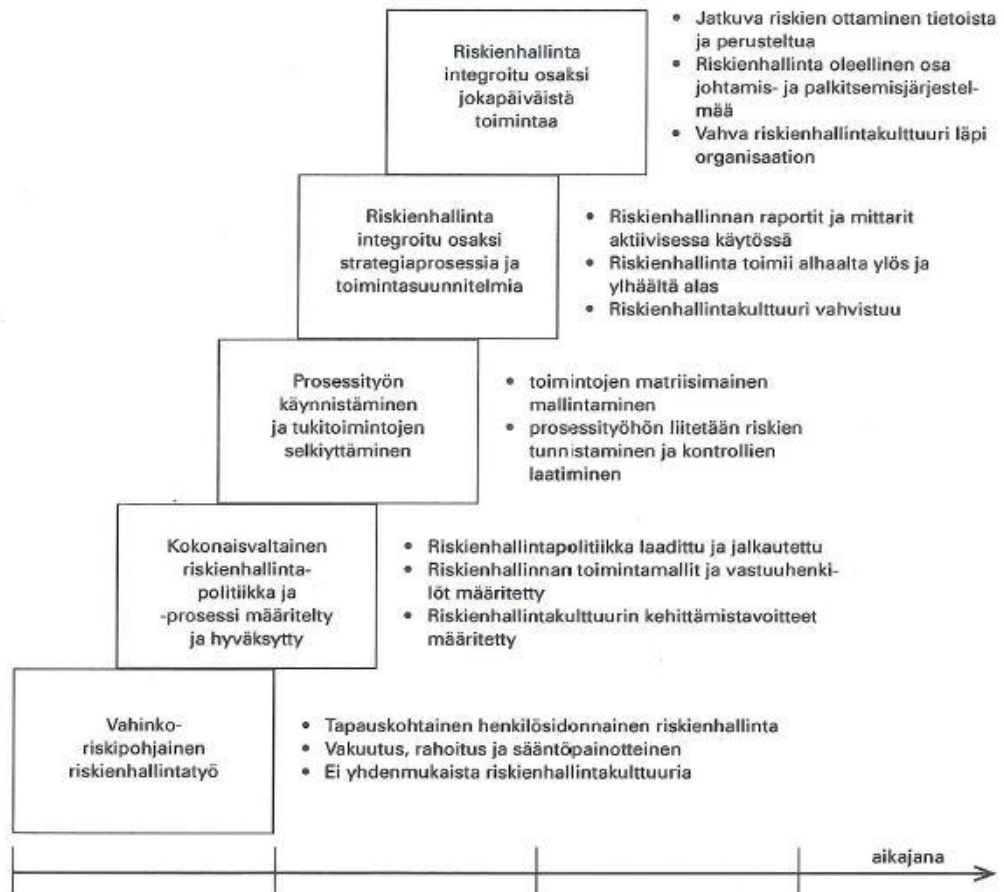 Riskienhallinta
integroitu osaksi
jokapäiväistä
toimintaa
• Jatkuva riskien ottaminen tietoista
ja perusteltua
• Riskienhallinta oleellinen osa
johtamis- ja palkitsemisjärjestel-
mää
• Vahva riskienhallintakulttuuri läpi
organisaation
Riskienhallinta
integroitu osaksi
strategiaprosessia ja
toimintasuunnitelmia
• Riskienhallinnan raportit ja mittarit
aktiivisessa käytössä
• Riskienhallinta toimii alhaalta ylös ja
ylhäältä alas
• Riskienhallintakulttuuri vahvistuu
Prosessityön
käynnistäminen
ja tukitoimintojen
selkiyttäminen
• toimintojen matriisimainen
mallintaminen
• prosessityöhön liitetään riskien
tunnistaminen ja kontrollien
laatiminen
Kokonaisvaltainen
riskienhallinta-
politiikka ja
-prosessi määritelty
ja hyväksytty
• Riskienhallintapolitiikka laadittu ja jalkautettu
• Riskienhallinnan toimintamallit ja vastuuhenki-
löt määritetty
• Riskienhallintakulttuurin kehittämistavoitteet
määritetty
Vahinko-
riskipohjainen
riskienhallintatyö
• Tapauskohtainen henkilösidonnainen riskienhallinta
• Vakuutus, rahoitus ja sääntöpainotteinen
• Ei yhdenmukaista riskienhallintakulttuuria
aikajana